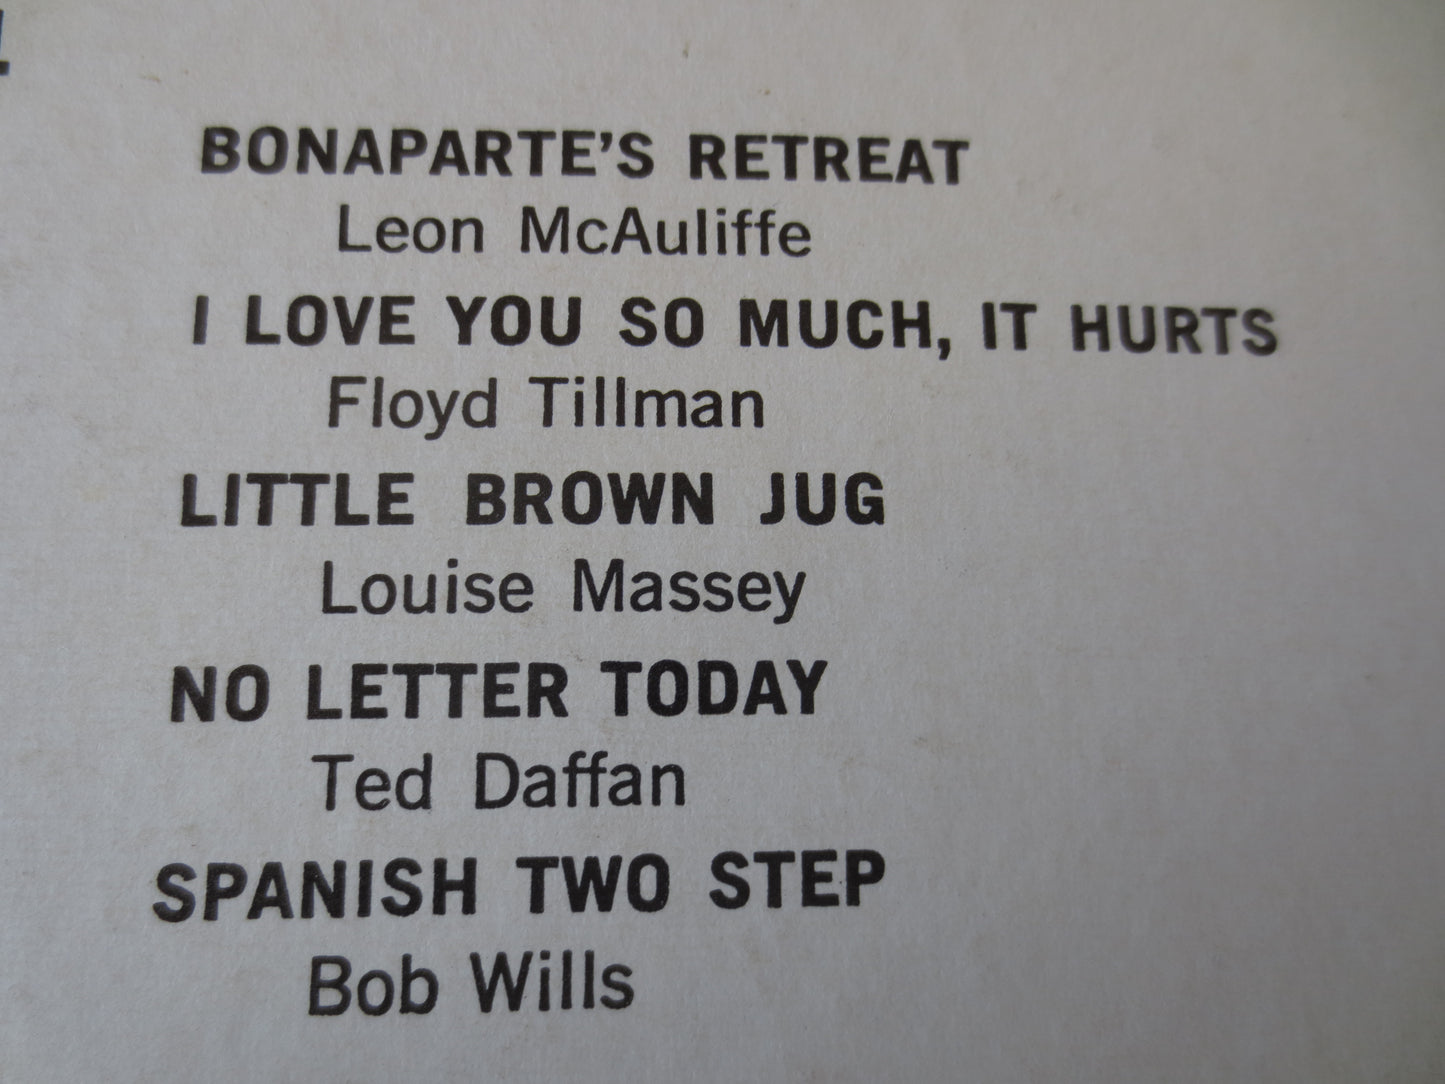 BONAPARTE'S RETREAT
Leon McAuliffe
I LOVE YOU SO MUCH, IT HURTS
Floyd Tillman
LITTLE BROWN JUG
Louise Massey
NO LETTER TODAY
Ted Daffan
SPANISH TWO STEP
Bob Wills